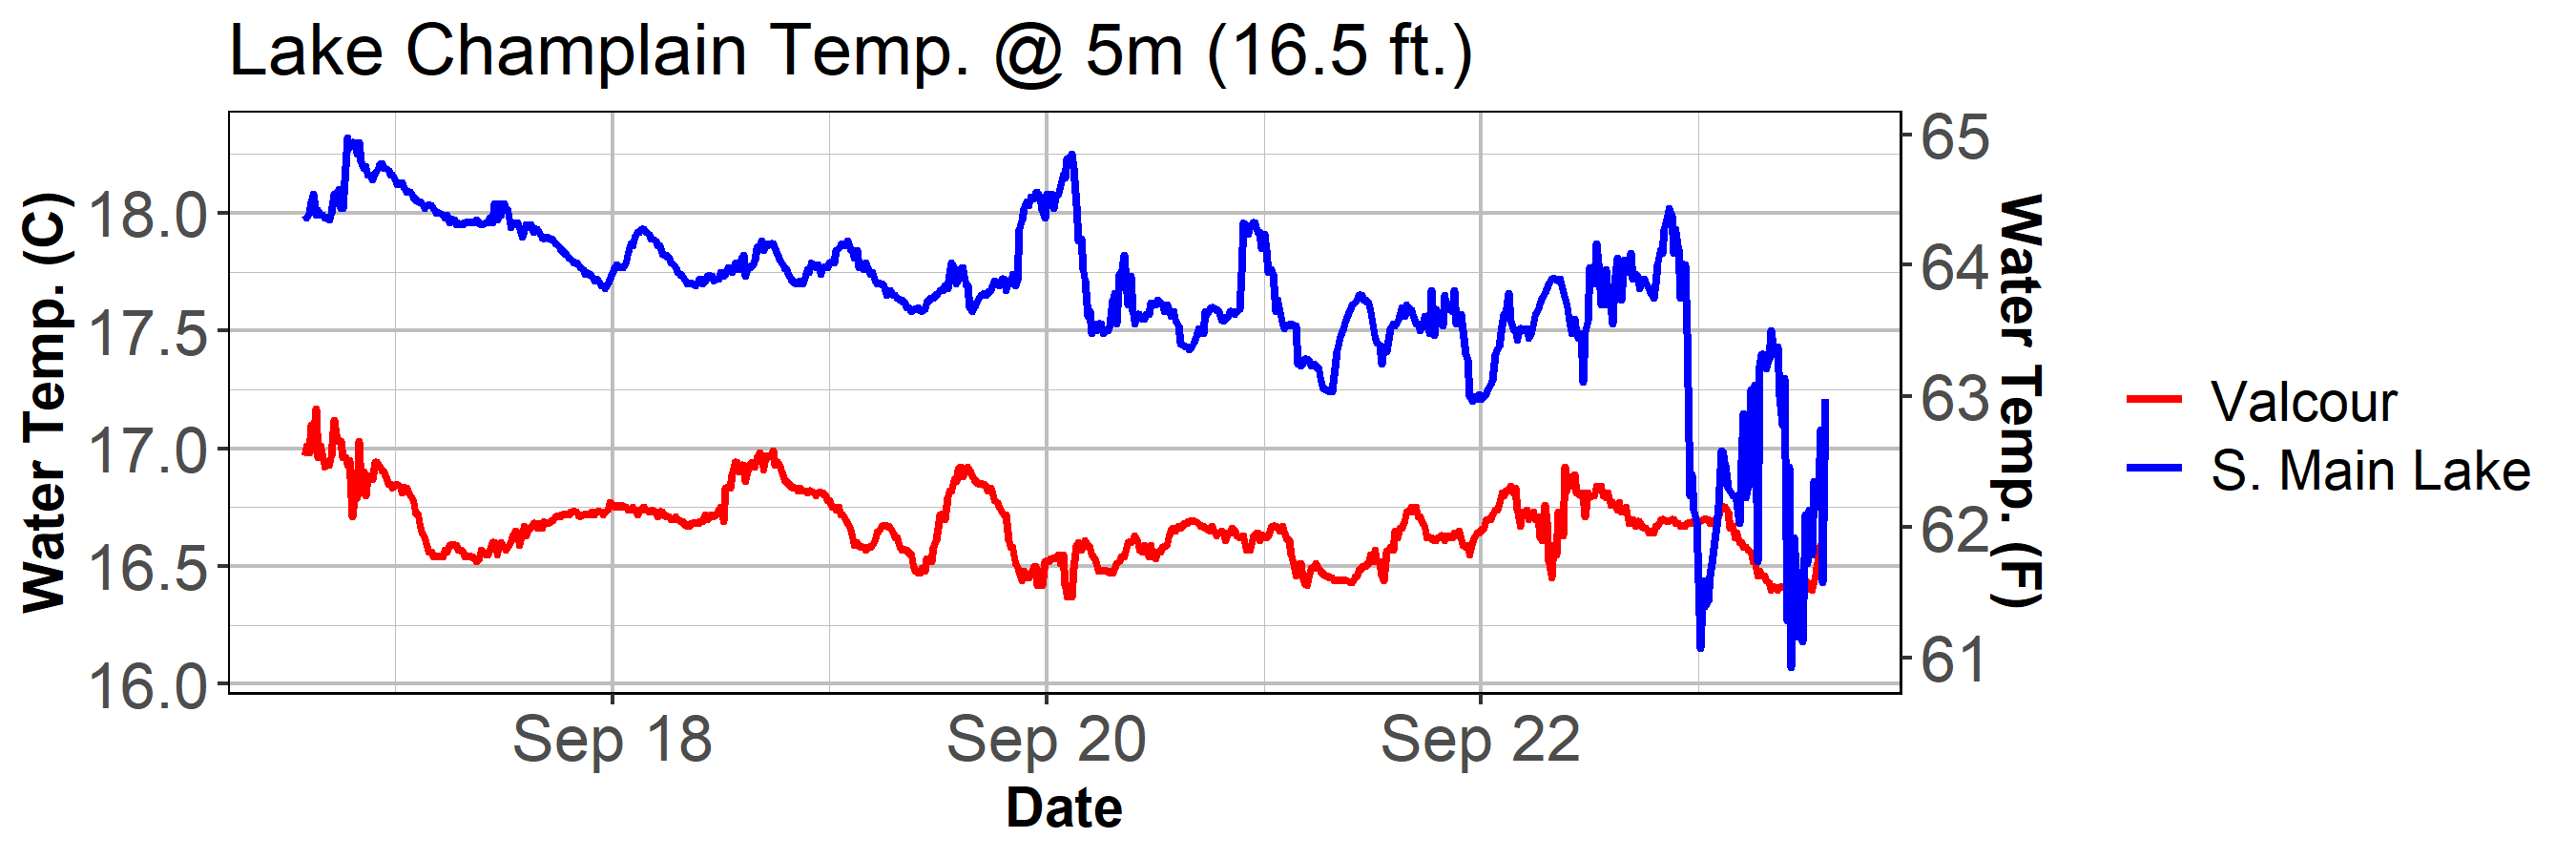 Lake Champlain Temp. @ 5m (16.5 ft.)
Water Temp. (C)
18.0
17.5
17.0
16.5
16.0
65
64
63
62
61
Water Temp. (F)
Sep 18
Sep 20
Sep 22
Date
Valcour
S. Main Lake